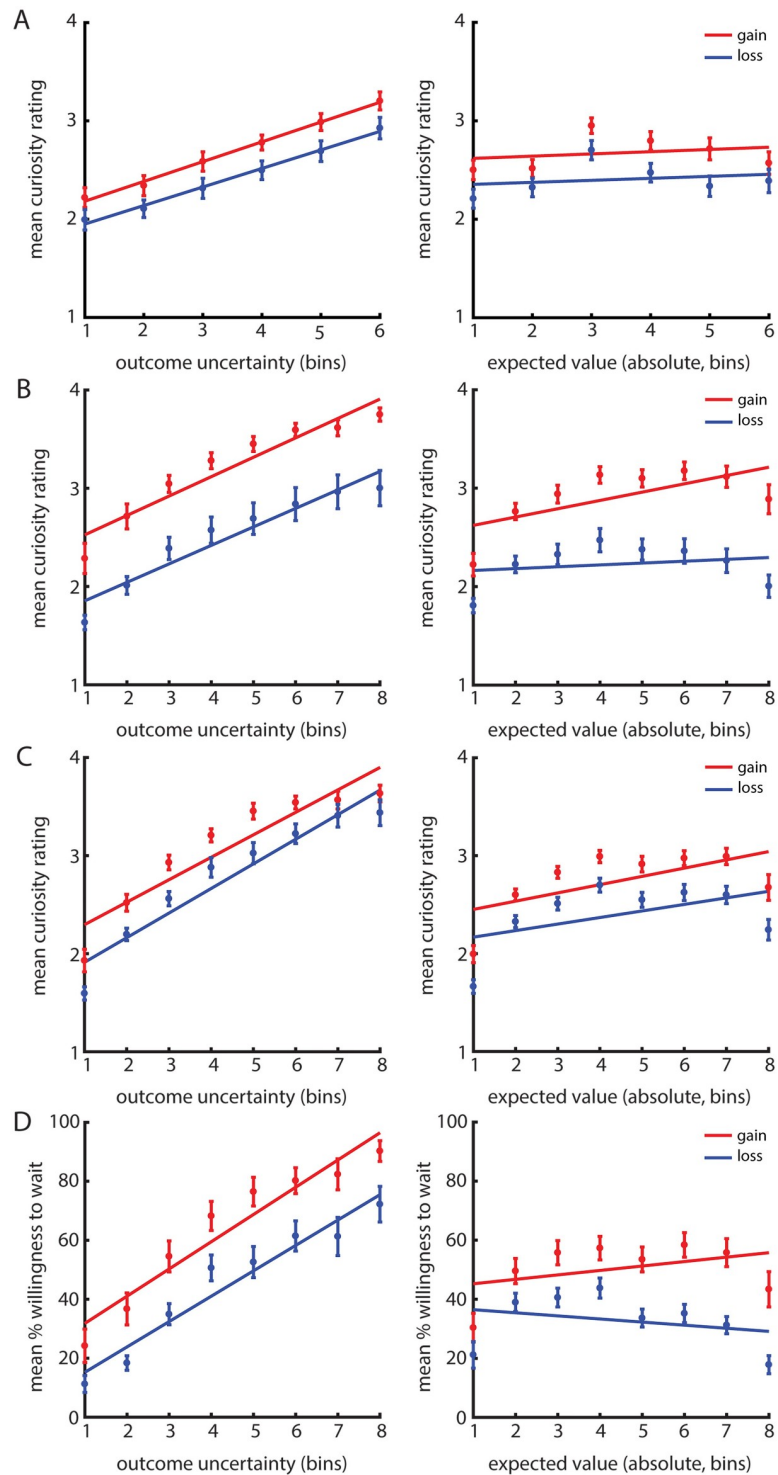 A
4
3
2
1
mean curiosity rating
1 2 3 4 5 6
outcome uncertainty (bins)
4
3
2
1
mean curiosity rating
gain
loss
1 2 3 4 5 6
expected value (absolute, bins)
B
4
3
2
1
mean curiosity rating
1 2 3 4 5 6 7 8
outcome uncertainty (bins)
4
3
2
1
mean curiosity rating
gain
loss
1 2 3 4 5 6 7 8
expected value (absolute, bins)
C
4
3
2
1
mean curiosity rating
1 2 3 4 5 6 7 8
outcome uncertainty (bins)
4
3
2
1
mean curiosity rating
gain
loss
1 2 3 4 5 6 7 8
expected value (absolute, bins)
D
100
80
60
40
20
0
mean % willingness to wait
1 2 3 4 5 6 7 8
outcome uncertainty (bins)
100
80
60
40
20
0
mean % willingness to wait
gain
loss
1 2 3 4 5 6 7 8
expected value (absolute, bins)